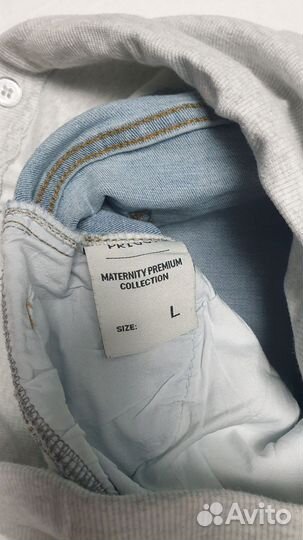 MATERNITY PREMIUM
COLLECTION
SIZE: L
Avito